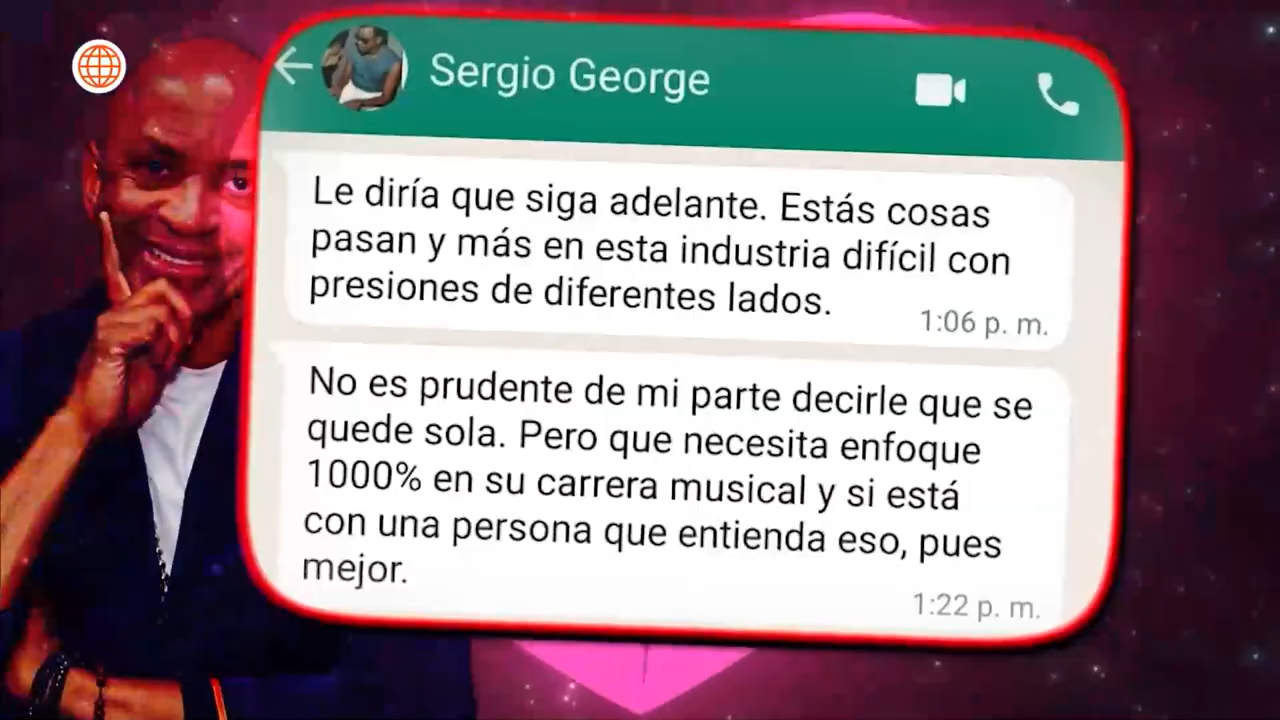 Sergio George
Le diría que siga adelante. Estás cosas
pasan y más en esta industria difícil con
presiones de diferentes lados.
1:06 p. m.
No es prudente de mi parte decirle que se
quede sola. Pero que necesita enfoque
1000% en su carrera musical y si está
con una persona que entienda eso, pues
mejor.
1:22 p. m.